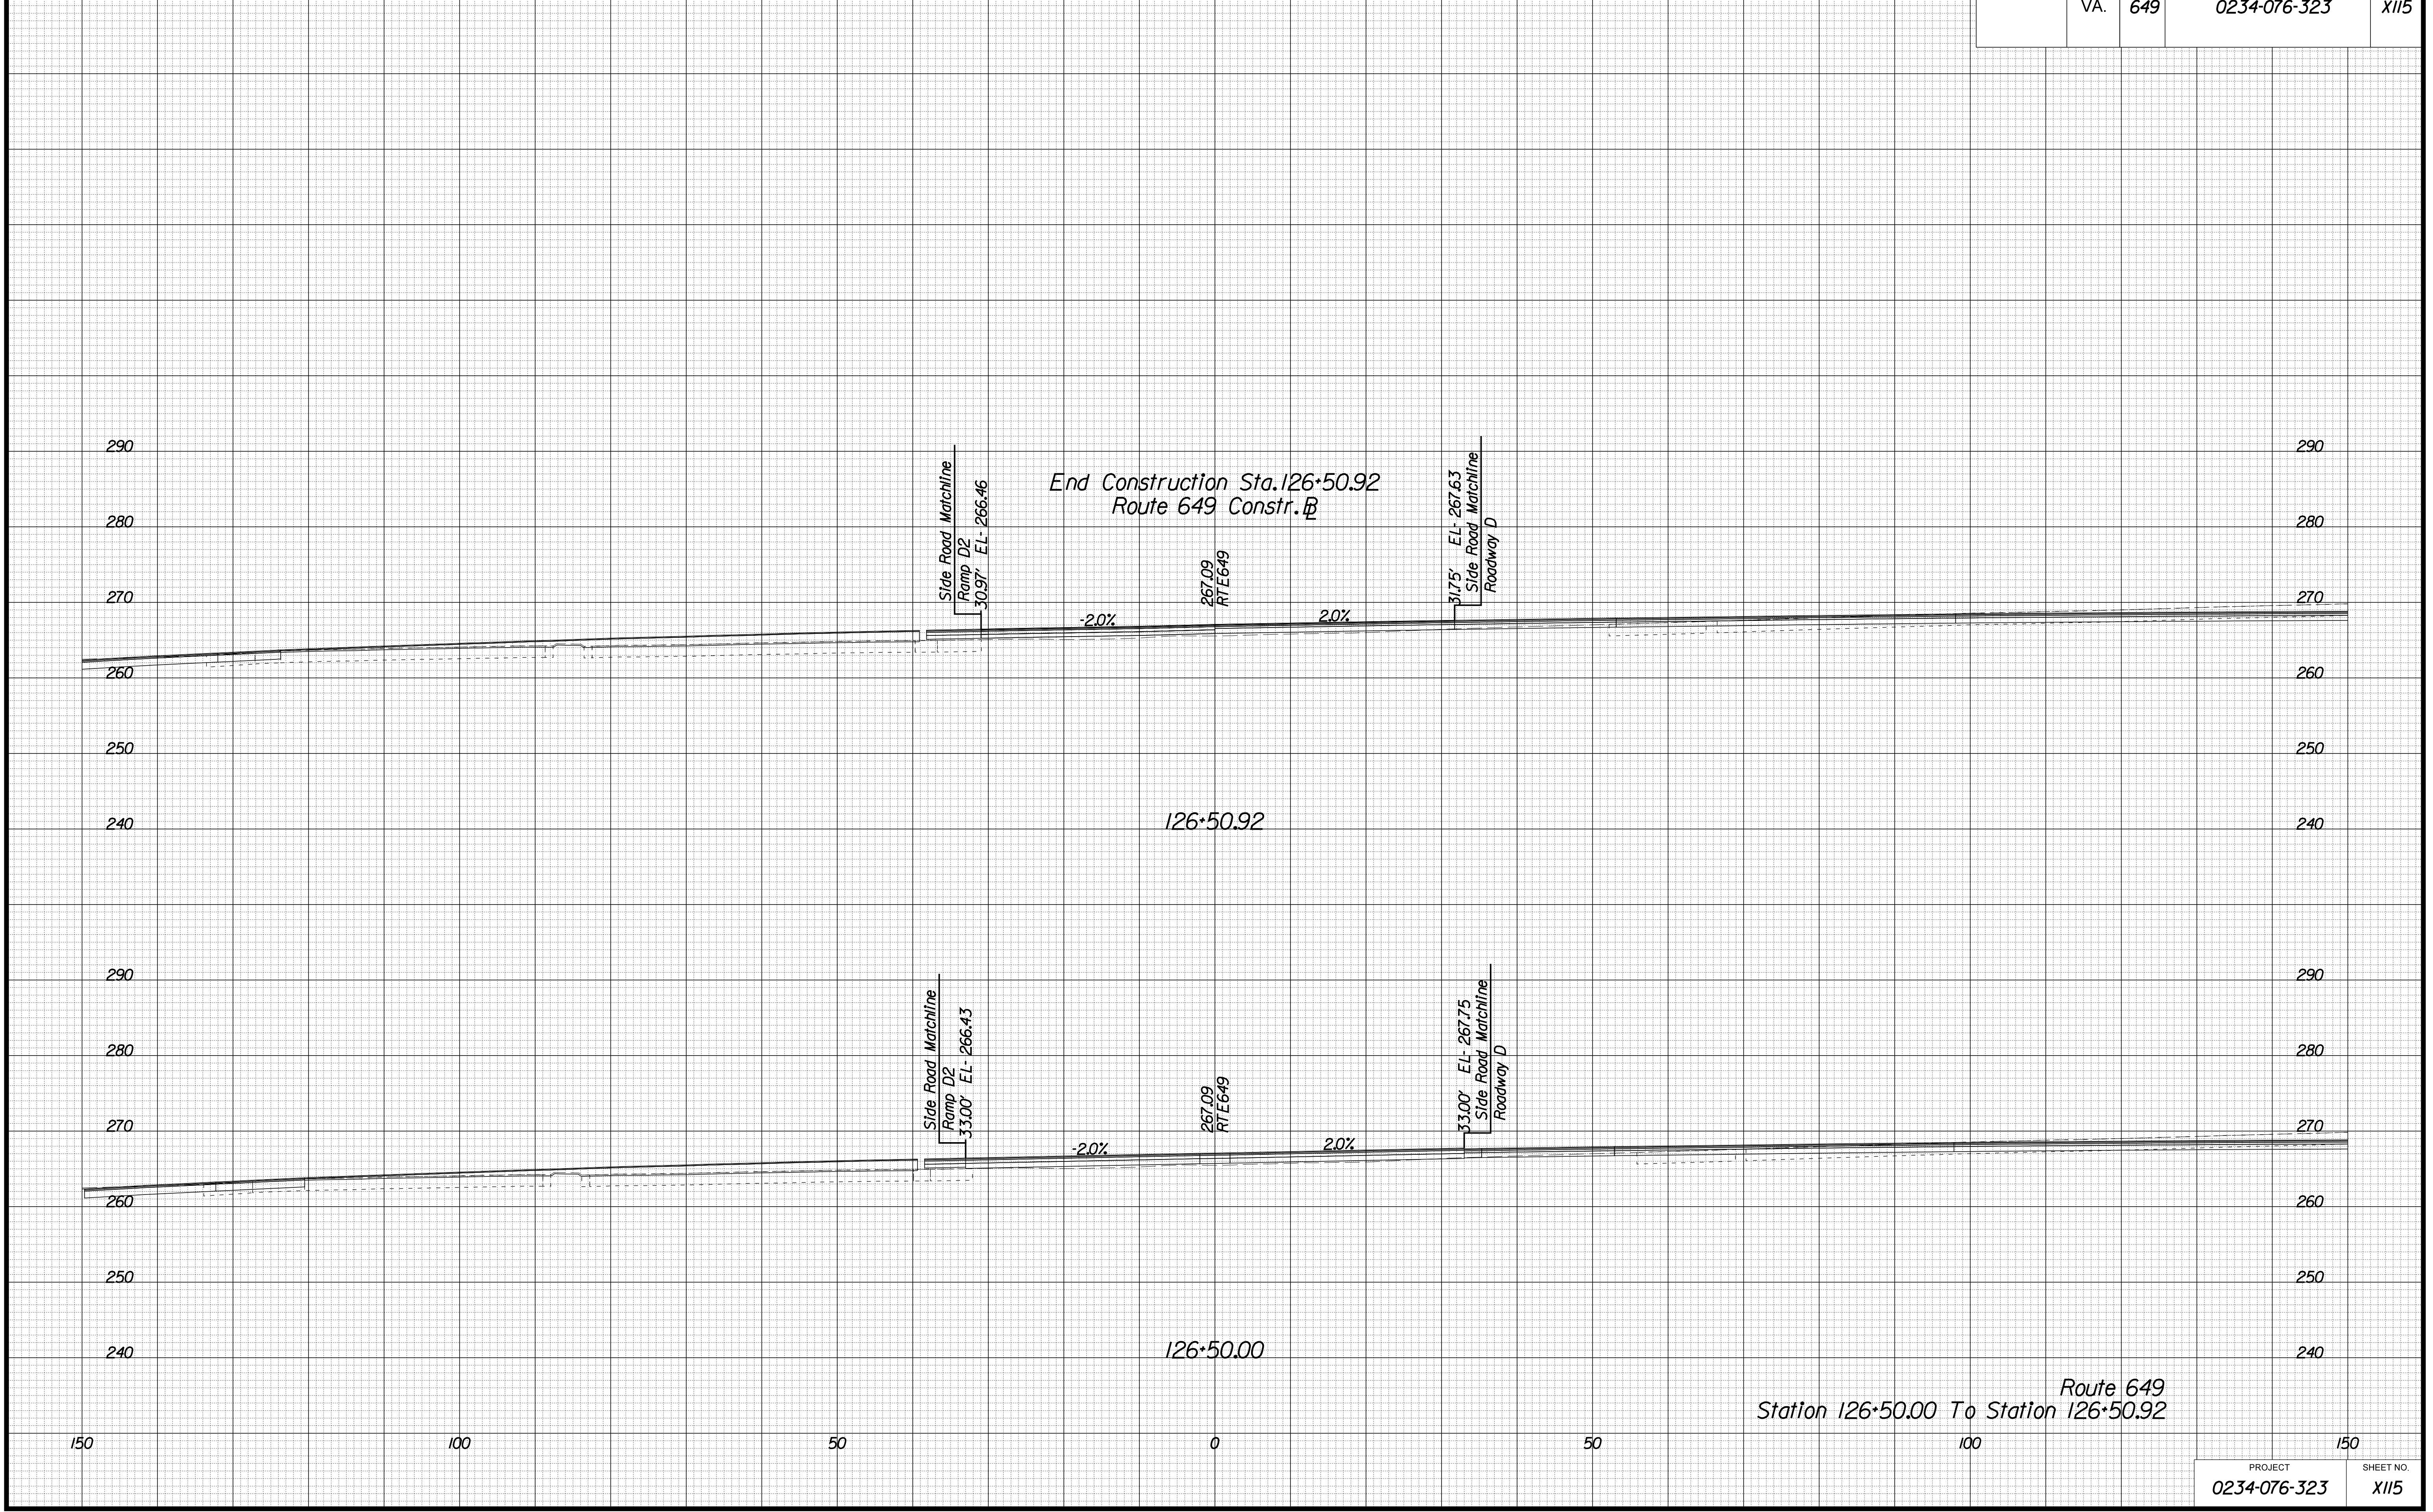 VA. 649 0234-076-323 X115
290 290
Side Road Matchline
Ramp D2
30.97' EL- 266.46
End Construction Sta. 126+50.92
Route 649 Constr. BL
31.75' EL- 267.63
Side Road Matchline
Roadway D
280 280
267.09
RTE649
270 270
-2.0% 2.0%
260 260
250 250
240 240
126+50.92
290 290
Side Road Matchline
Ramp D2
33.00' EL- 266.43
33.00' EL- 267.75
Side Road Matchline
Roadway D
280 280
267.09
RTE649
270 270
-2.0% 2.0%
260 260
250 250
240 240
126+50.00
Route 649
Station 126+50.00 To Station 126+50.92
150 100 50 0 50 100 150
PROJECT SHEET NO.
0234-076-323 X115